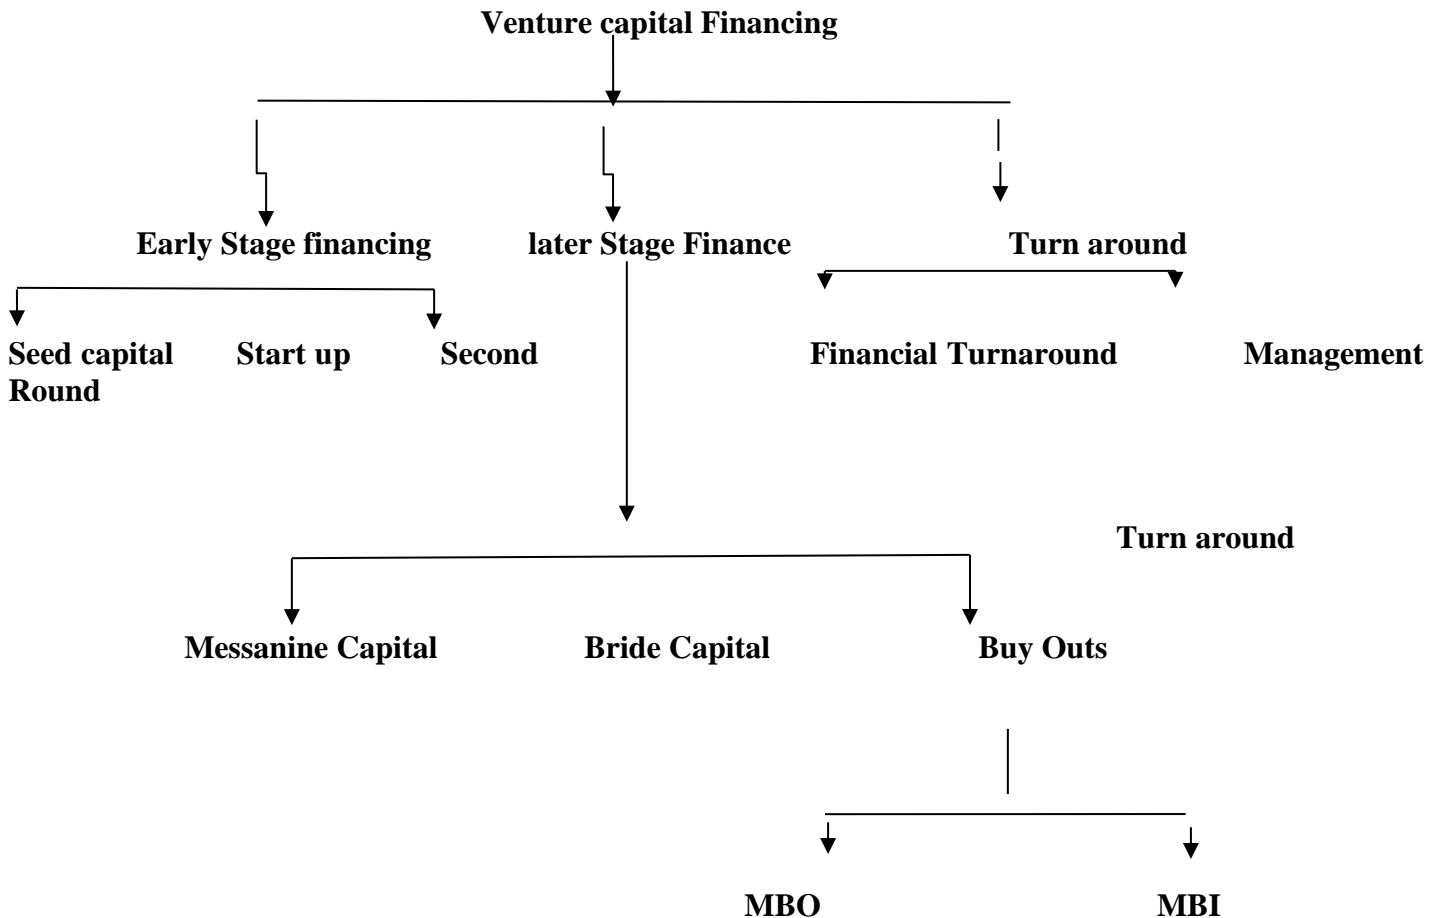 Venture capital Financing
Early Stage financing later Stage Finance Turn around
Seed capital Start up Second Financial Turnaround Management
Round
Turn around
Messanine Capital Bride Capital Buy Outs
MBO MBI